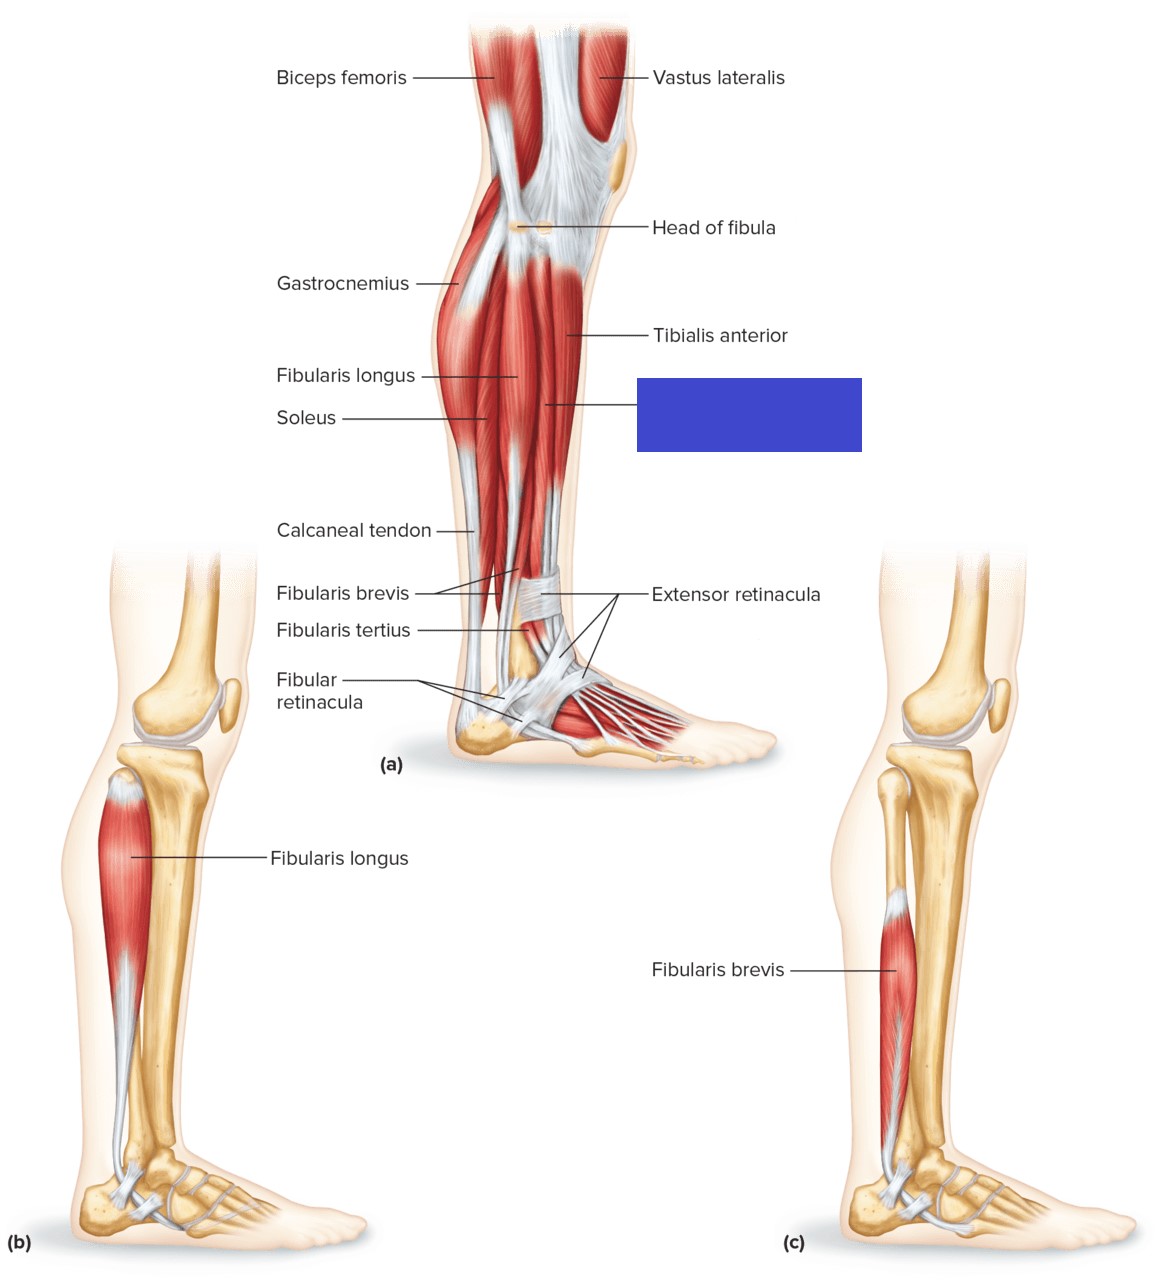 Biceps femoris
Vastus lateralis
Head of fibula
Gastrocnemius
Tibialis anterior
Fibularis longus
Soleus
Calcaneal tendon
Fibularis brevis
Extensor retinacula
Fibularis tertius
Fibular
retinacula
(a)
Fibularis longus
Fibularis brevis
(b)
(c)